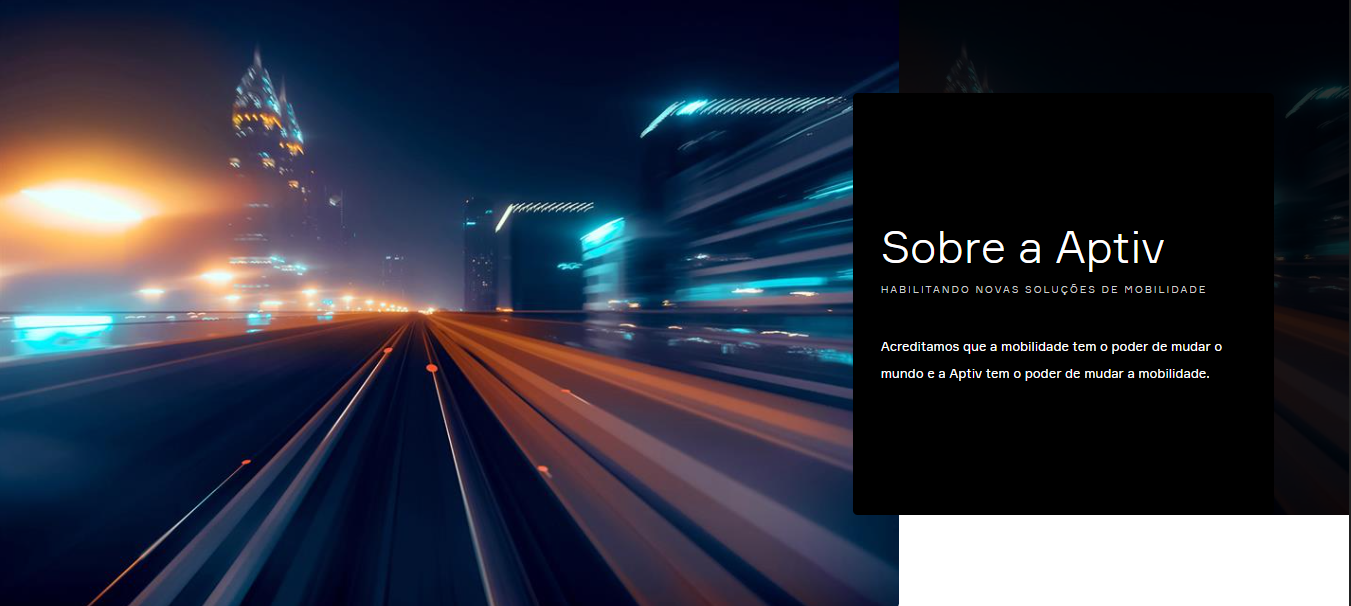 Sobre a Aptiv
HABILITANDO NOVAS SOLUÇÕES DE MOBILIDADE
Acreditamos que a mobilidade tem o poder de mudar o
mundo e a Aptiv tem o poder de mudar a mobilidade.